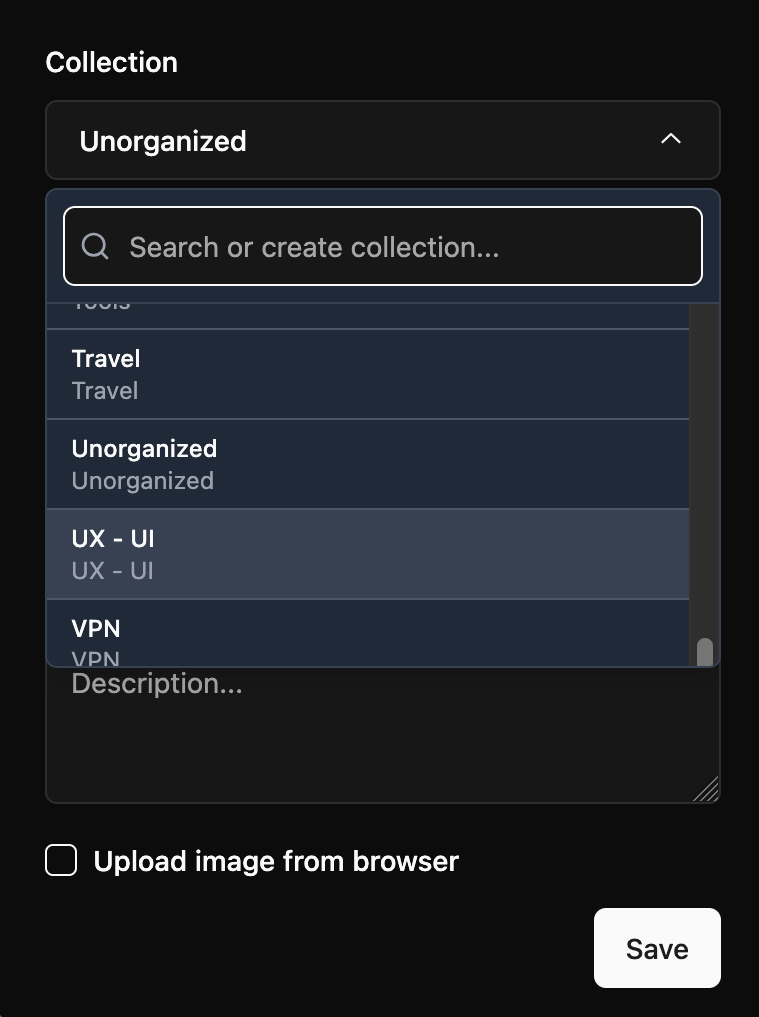 Collection
Unorganized
Search or create collection...
Tools
Travel
Travel
Unorganized
Unorganized
UX - UI
UX - UI
VPN
VPN
Description...
Upload image from browser
Save